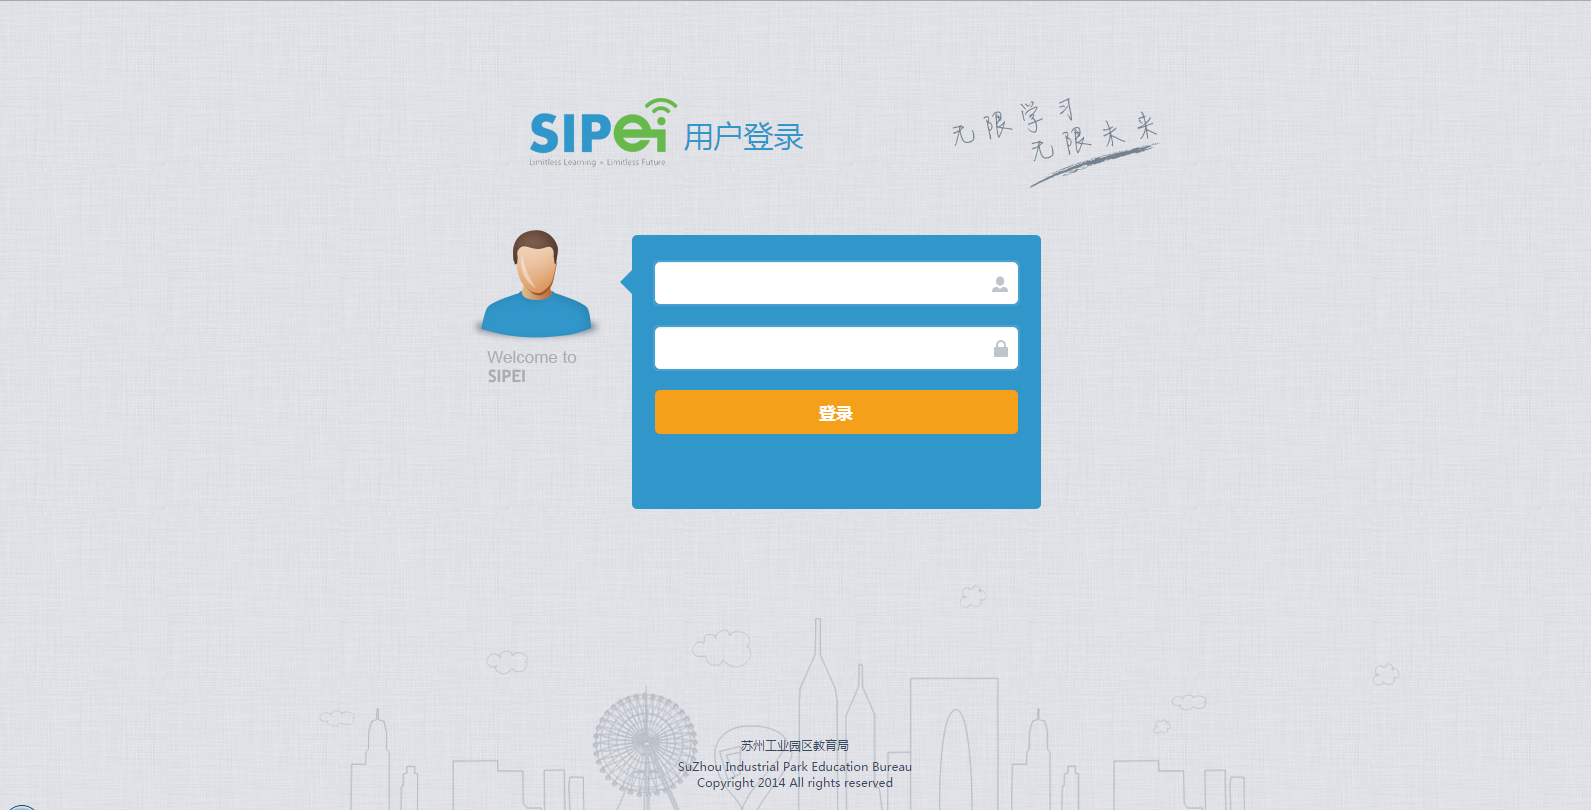 SIPei 用户登录
Limitless Learning • Limitless Future
无限学习
无限未来
Welcome to
SIPEI
登录
苏州工业园区教育局
SuZhou Industrial Park Education Bureau
Copyright 2014 All rights reserved